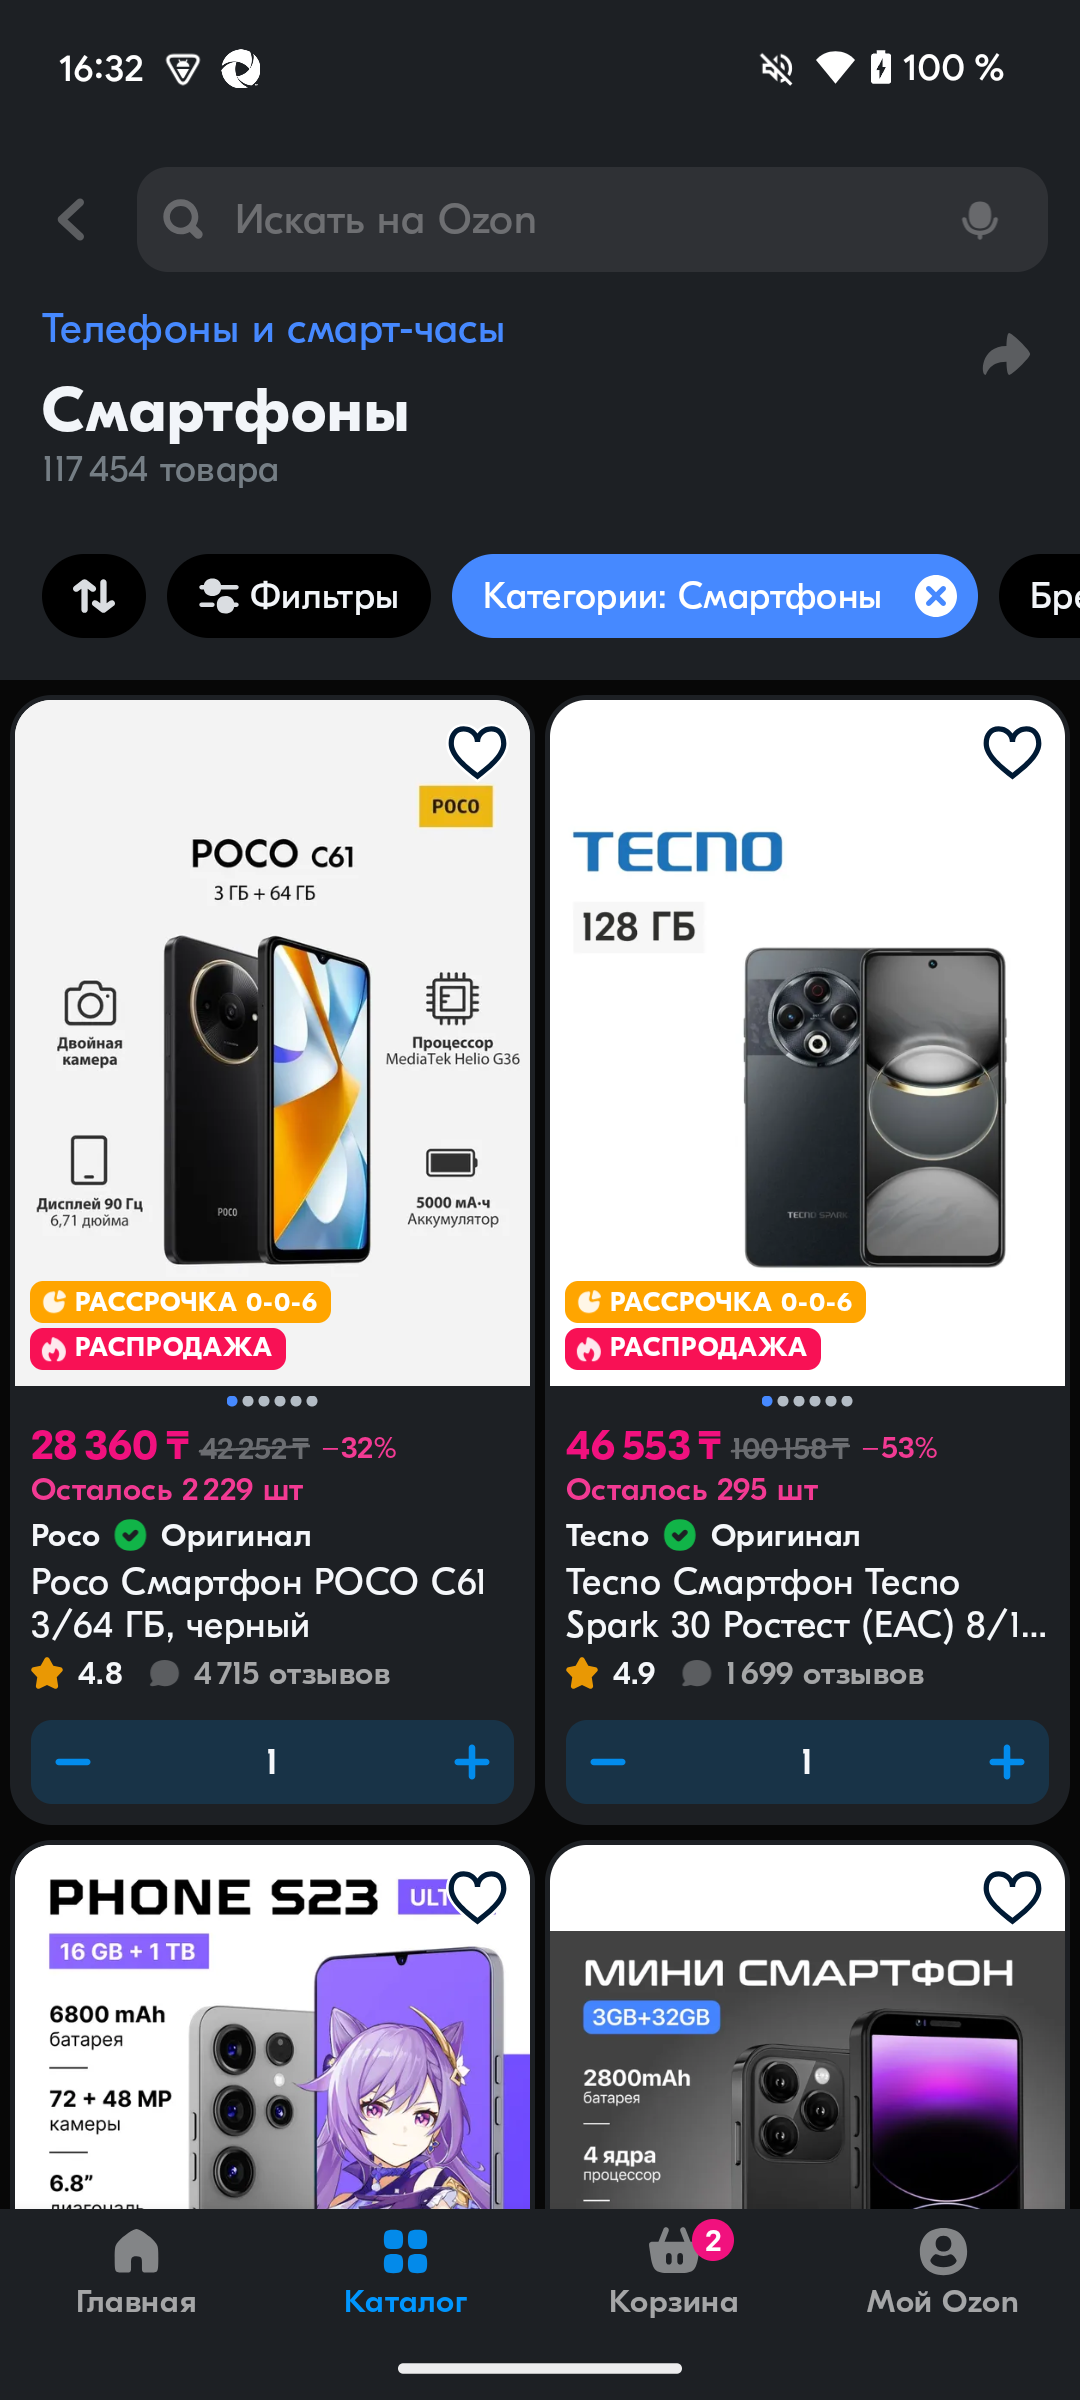 16:32
100 %
Искать на Ozon
Телефоны и смарт-часы
Смартфоны
117 454 товара
Фильтры
Категории: Смартфоны
POCO
POCO C61
3 ГБ + 64 ГБ
Двойная
камера
Процессор
MediaTek Helio G36
Дисплей 90 Гц
6,71 дюйма
5000 мА·ч
Аккумулятор
POCO
РАССРОЧКА 0-0-6
РАСПРОДАЖА
28 360 ₸ 42 252 ₸ −32%
Осталось 2 229 шт
Poco Оригинал
Poco Смартфон POCO C61
3/64 ГБ, черный
4.8 4 715 отзывов
1
TECNO
128 ГБ
TECNO SPARK
РАССРОЧКА 0-0-6
РАСПРОДАЖА
46 553 ₸ 100 158 ₸ −53%
Осталось 295 шт
Tecno Оригинал
Tecno Смартфон Tecno
Spark 30 Ростест (EAC) 8/1...
4.9 1 699 отзывов
1
PHONE S23
16 GB + 1 TB
6800 mAh
батарея
72 + 48 MP
камеры
6.8”
диагональ
МИНИ СМАРТФОН
3GB+32GB
2800mAh
батарея
4 ядра
процессор
Главная
Каталог
Корзина
2
Мой Ozon